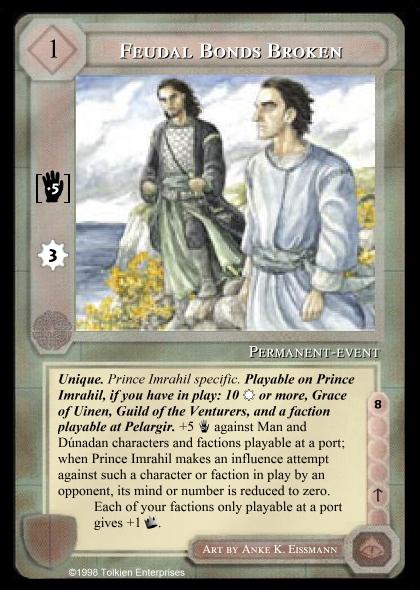 1
FEUDAL BONDS BROKEN
[5]
3
PERMANENT-EVENT
Unique. Prince Imrahil specific. Playable on Prince
Imrahil, if you have in play: 10 or more, Grace
of Uinen, Guild of the Venturers, and a faction
playable at Pelargir. +5 against Man and
Dúnadan characters and factions playable at a port;
when Prince Imrahil makes an influence attempt
against such a character or faction in play by an
opponent, its mind or number is reduced to zero.
Each of your factions only playable at a port
gives +1 .
8
ART BY ANKE K. EISSMANN
©1998 Tolkien Enterprises